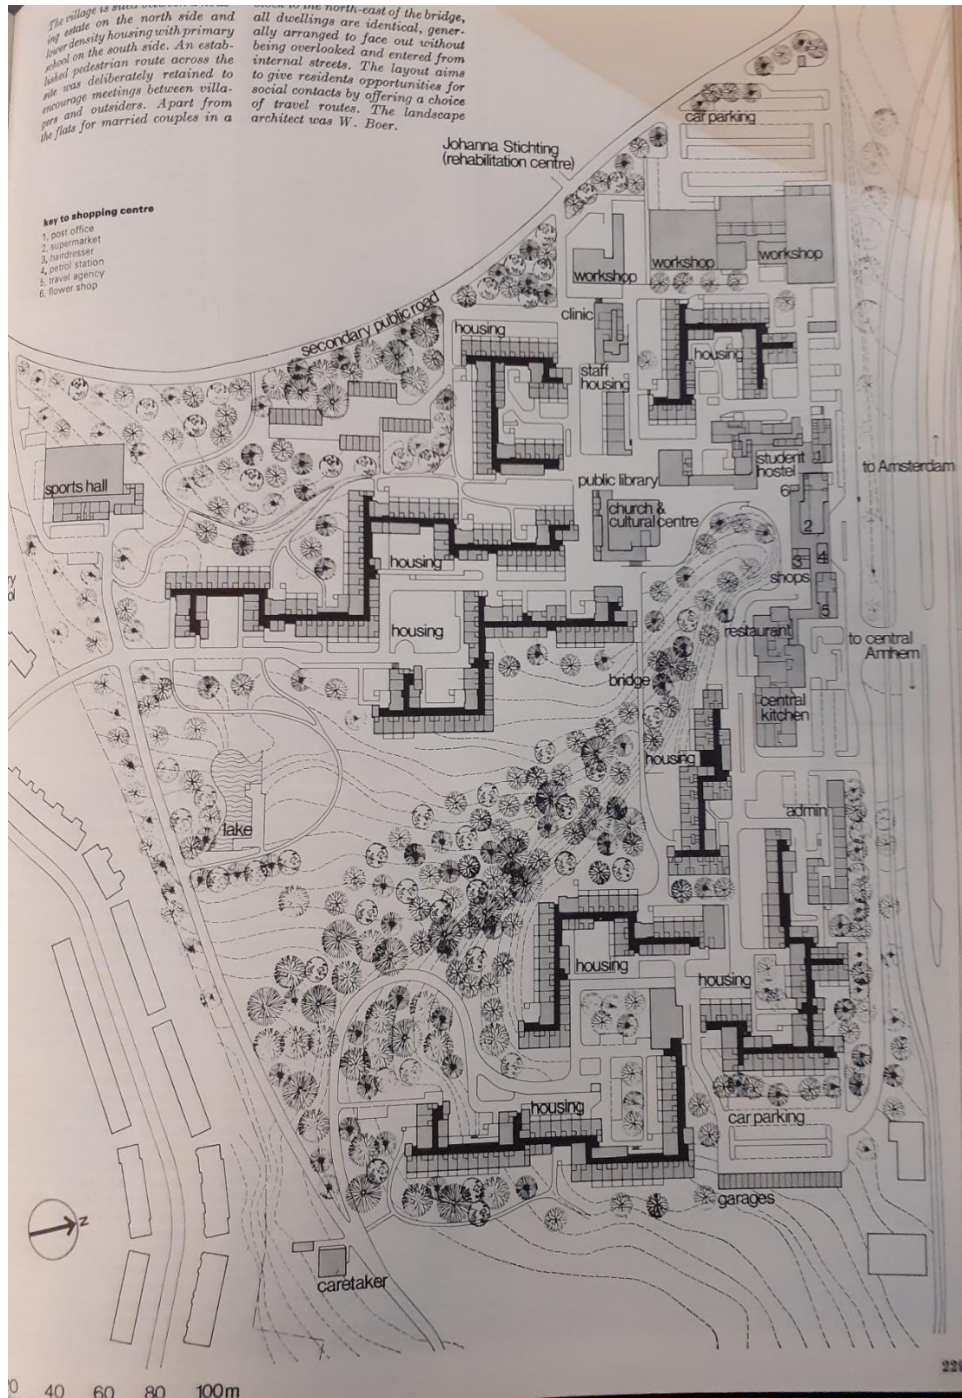 The village is sited between
ing estate on the north side and
lower density housing with primary
school on the south side. An estab-
lished pedestrian route across the
site was deliberately retained to
encourage meetings between villa-
gers and outsiders. Apart from
the flats for married couples in a
block to the north-east of the bridge,
all dwellings are identical, gener-
ally arranged to face out without
being overlooked and entered from
internal streets. The layout aims
to give residents opportunities for
social contacts by offering a choice
of travel routes. The landscape
architect was W. Boer.
key to shopping centre
1, post office
2, supermarket
3, hairdresser
4, petrol station
5, travel agency
6, flower shop
Johanna Stichting
(rehabilitation centre)
car parking
workshop
workshop
workshop
secondary public road
clinic
housing
housing
staff
housing
sports hall
public library
student
hostel
1
to Amsterdam
6
church &
cultural centre
2
housing
3
4
shops
5
housing
restaurant
to central
Arnhem
bridge
central
kitchen
housing
lake
admin
housing
housing
housing
car parking
garages
N
caretaker
40 60 80 100m